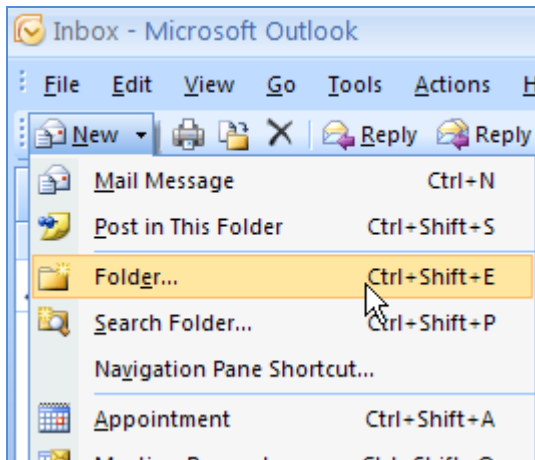 Inbox - Microsoft Outlook
File Edit View Go Tools Actions H
New Reply Reply
Mail Message Ctrl+N
Post in This Folder Ctrl+Shift+S
Folder... Ctrl+Shift+E
Search Folder... Ctrl+Shift+P
Navigation Pane Shortcut...
Appointment Ctrl+Shift+A